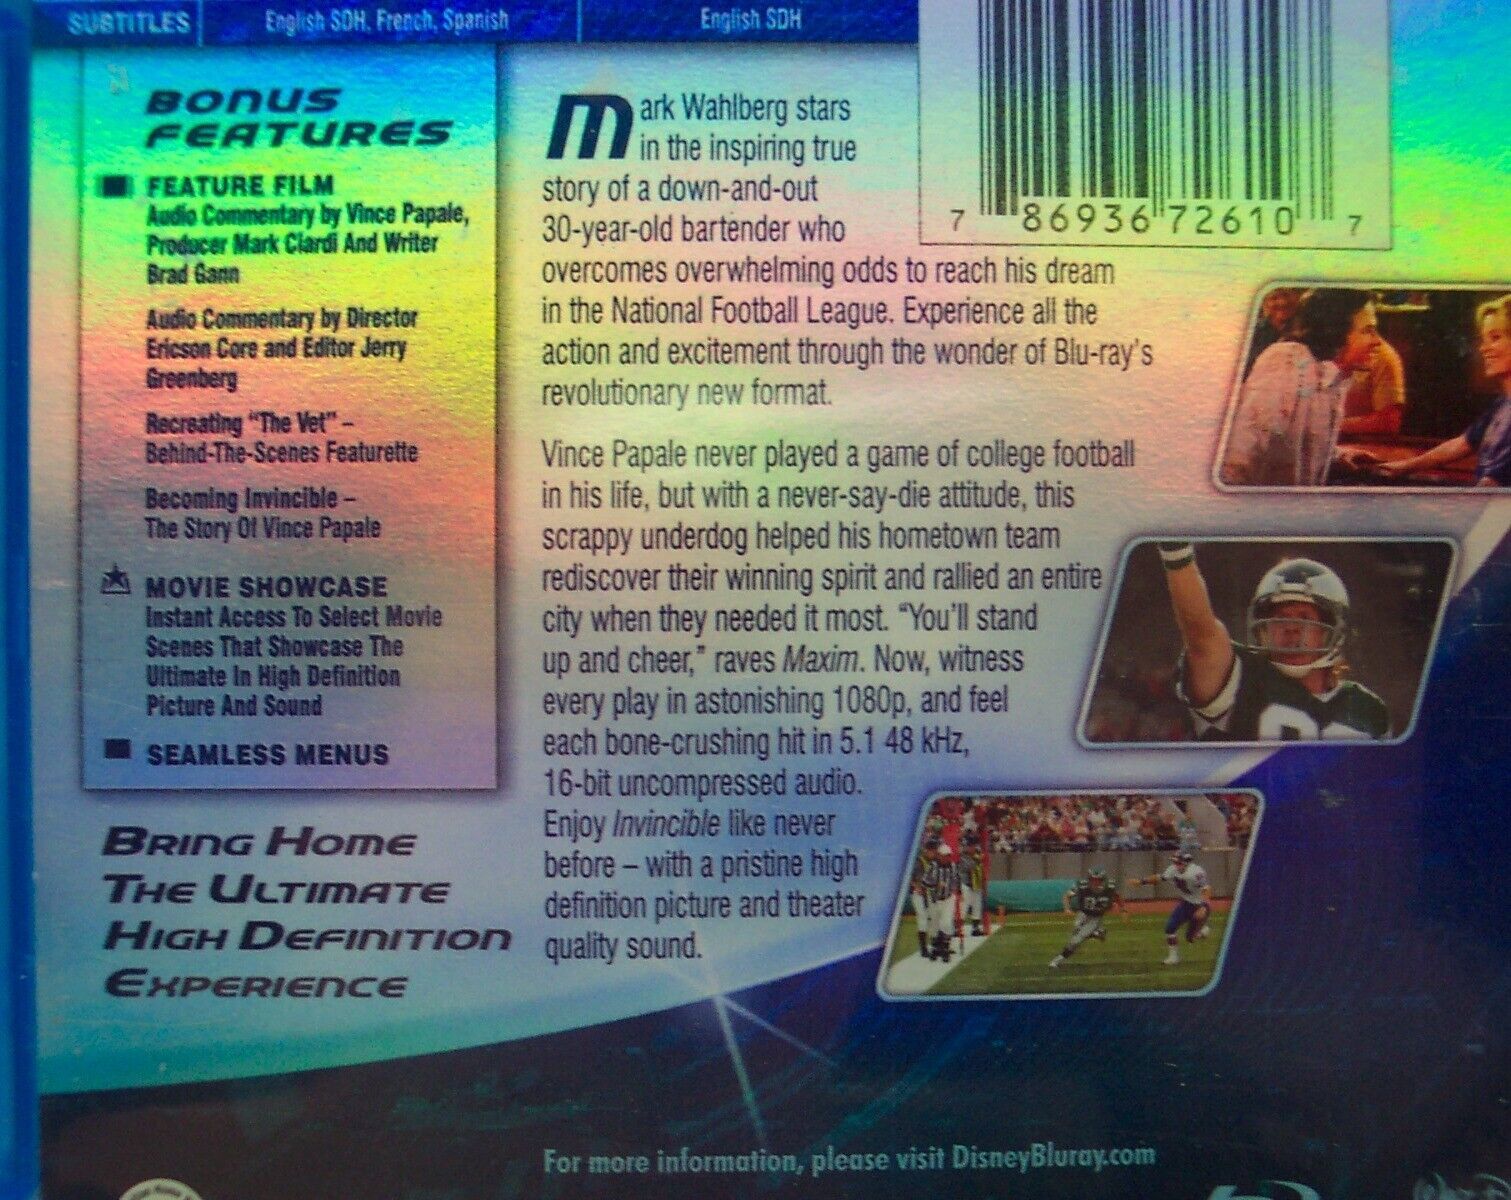 SUBTITLES English SDH, French, Spanish English SDH
BONUS
FEATURES
FEATURE FILM
Audio Commentary by Vince Papale,
Producer Mark Ciardi And Writer
Brad Gann
Audio Commentary by Director
Ericson Core and Editor Jerry
Greenberg
Recreating "The Vet" –
Behind-The-Scenes Featurette
Becoming Invincible –
The Story Of Vince Papale
MOVIE SHOWCASE
Instant Access To Select Movie
Scenes That Showcase The
Ultimate In High Definition
Picture And Sound
SEAMLESS MENUS
BRING HOME
THE ULTIMATE
HIGH DEFINITION
EXPERIENCE
Mark Wahlberg stars
in the inspiring true
story of a down-and-out
30-year-old bartender who
overcomes overwhelming odds to reach his dream
in the National Football League. Experience all the
action and excitement through the wonder of Blu-ray's
revolutionary new format.
Vince Papale never played a game of college football
in his life, but with a never-say-die attitude, this
scrappy underdog helped his hometown team
rediscover their winning spirit and rallied an entire
city when they needed it most. "You'll stand
up and cheer," raves Maxim. Now, witness
every play in astonishing 1080p, and feel
each bone-crushing hit in 5.1 48 kHz,
16-bit uncompressed audio.
Enjoy Invincible like never
before – with a pristine high
definition picture and theater
quality sound.
7 86936 72610 7
83
For more information, please visit DisneyBluray.com